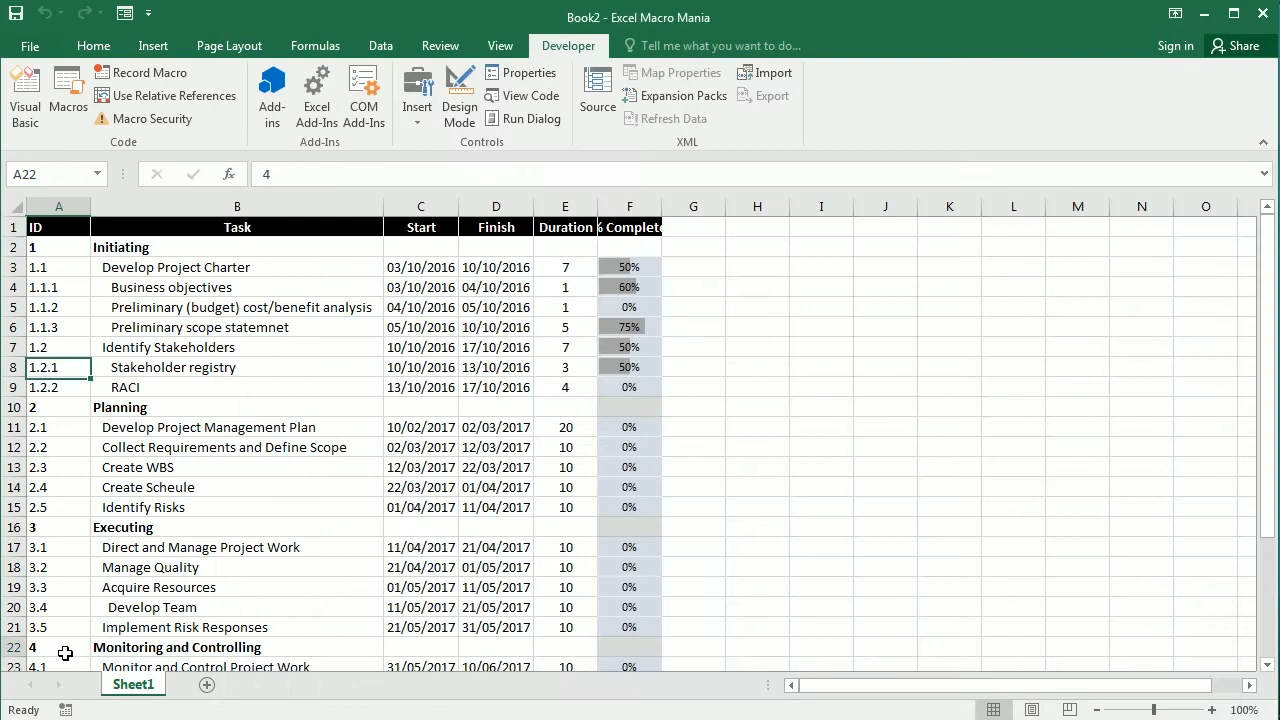 Book2 - Excel Macro Mania
File Home Insert Page Layout Formulas Data Review View Developer Tell me what you want to do... Sign in Share
Visual Basic
Macros
Record Macro
Use Relative References
Macro Security
Code
Add-ins
Excel Add-Ins
COM Add-Ins
Add-Ins
Insert
Design Mode
Properties
View Code
Run Dialog
Controls
Source
Map Properties
Expansion Packs
Refresh Data
Import
Export
XML
A22 fx 4
A B C D E F G H I J K L M N O
1 ID Task Start Finish Duration % Complete
2 1 Initiating
3 1.1 Develop Project Charter 03/10/2016 10/10/2016 7 50%
4 1.1.1 Business objectives 03/10/2016 04/10/2016 1 60%
5 1.1.2 Preliminary (budget) cost/benefit analysis 04/10/2016 05/10/2016 1 0%
6 1.1.3 Preliminary scope statemnet 05/10/2016 10/10/2016 5 75%
7 1.2 Identify Stakeholders 10/10/2016 17/10/2016 7 50%
8 1.2.1 Stakeholder registry 10/10/2016 13/10/2016 3 50%
9 1.2.2 RACI 13/10/2016 17/10/2016 4 0%
10 2 Planning
11 2.1 Develop Project Management Plan 10/02/2017 02/03/2017 20 0%
12 2.2 Collect Requirements and Define Scope 02/03/2017 12/03/2017 10 0%
13 2.3 Create WBS 12/03/2017 22/03/2017 10 0%
14 2.4 Create Scheule 22/03/2017 01/04/2017 10 0%
15 2.5 Identify Risks 01/04/2017 11/04/2017 10 0%
16 3 Executing
17 3.1 Direct and Manage Project Work 11/04/2017 21/04/2017 10 0%
18 3.2 Manage Quality 21/04/2017 01/05/2017 10 0%
19 3.3 Acquire Resources 01/05/2017 11/05/2017 10 0%
20 3.4 Develop Team 11/05/2017 21/05/2017 10 0%
21 3.5 Implement Risk Responses 21/05/2017 31/05/2017 10 0%
22 4 Monitoring and Controlling
23 4.1 Monitor and Control Project Work 31/05/2017 10/06/2017 10 0%
Sheet1
Ready 100%